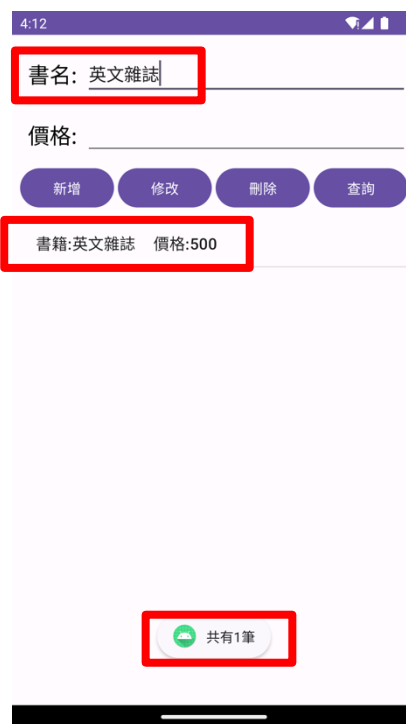 4:12
書名: 英文雜誌
價格:
新增 修改 刪除 查詢
書籍:英文雜誌 價格:500
共有1筆